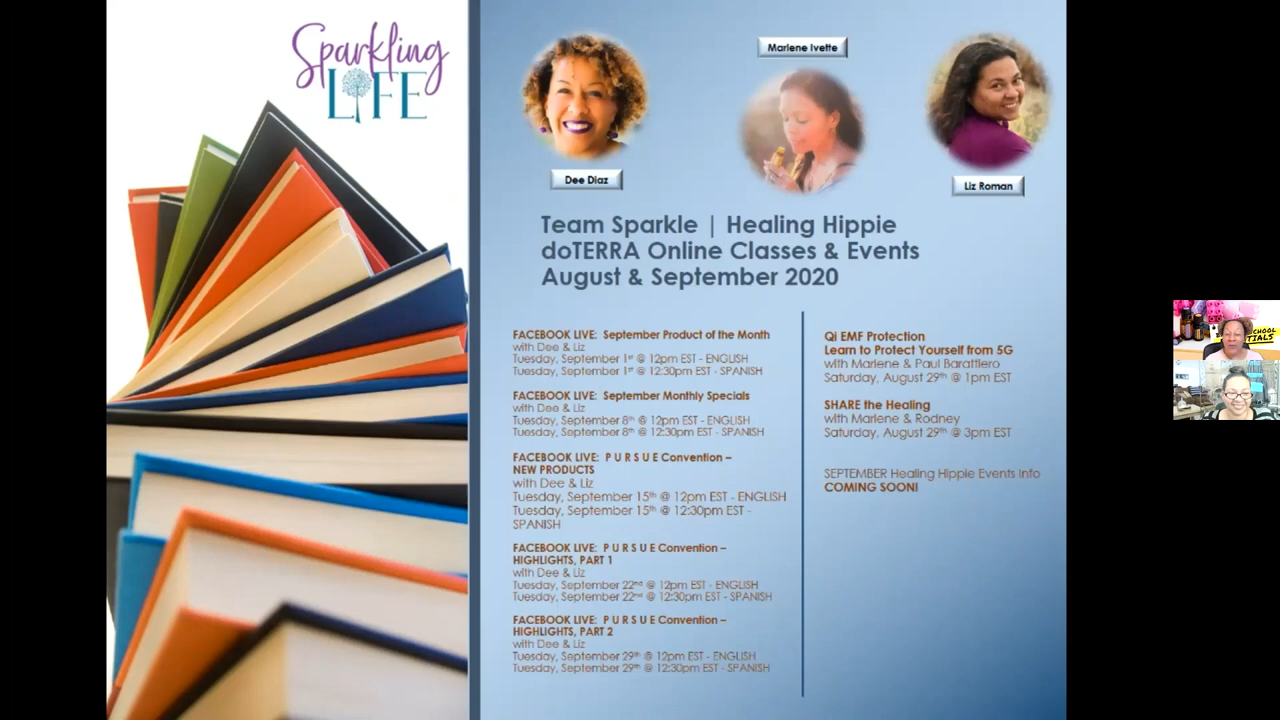 Sparkling
LIFE
Marlene Ivette
Dee Diaz
Liz Roman
Team Sparkle | Healing Hippie
doTERRA Online Classes & Events
August & September 2020
FACEBOOK LIVE: September Product of the Month
with Dee & Liz
Tuesday, September 1st @ 12pm EST - ENGLISH
Tuesday, September 1st @ 12:30pm EST - SPANISH
FACEBOOK LIVE: September Monthly Specials
with Dee & Liz
Tuesday, September 8th @ 12pm EST - ENGLISH
Tuesday, September 8th @ 12:30pm EST - SPANISH
FACEBOOK LIVE: P U R S U E Convention –
NEW PRODUCTS
with Dee & Liz
Tuesday, September 15th @ 12pm EST - ENGLISH
Tuesday, September 15th @ 12:30pm EST -
SPANISH
FACEBOOK LIVE: P U R S U E Convention –
HIGHLIGHTS, PART 1
with Dee & Liz
Tuesday, September 22nd @ 12pm EST - ENGLISH
Tuesday, September 22nd @ 12:30pm EST - SPANISH
FACEBOOK LIVE: P U R S U E Convention –
HIGHLIGHTS, PART 2
with Dee & Liz
Tuesday, September 29th @ 12pm EST - ENGLISH
Tuesday, September 29th @ 12:30pm EST - SPANISH
Qi EMF Protection
Learn to Protect Yourself from 5G
with Marlene & Paul Barattiero
Saturday, August 29th @ 1pm EST
SHARE the Healing
with Marlene & Rodney
Saturday, August 29th @ 3pm EST
SEPTEMBER Healing Hippie Events Info
COMING SOON!